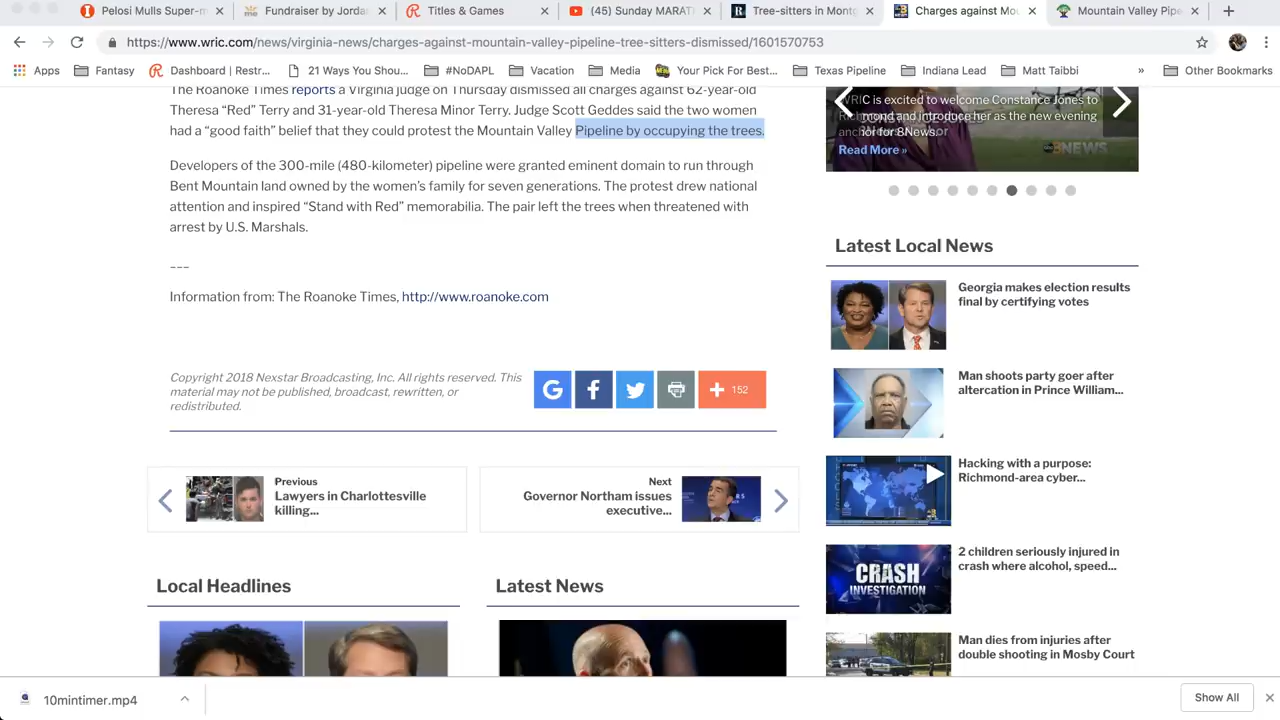 Pelosi Mulls Super-m
Fundraiser by Jordan
Titles & Games
(45) Sunday MARAT
Tree-sitters in Montg
Charges against Mou
Mountain Valley Pipe
https://www.wric.com/news/virginia-news/charges-against-mountain-valley-pipeline-tree-sitters-dismissed/1601570753
Apps
Fantasy
Dashboard | Restr...
21 Ways You Shou...
#NoDAPL
Vacation
Media
Your Pick For Best...
Texas Pipeline
Indiana Lead
Matt Taibbi
»
Other Bookmarks
The Roanoke Times reports a Virginia judge on Thursday dismissed all charges against 62-year-old
Theresa “Red” Terry and 31-year-old Theresa Minor Terry. Judge Scott Geddes said the two women
had a “good faith” belief that they could protest the Mountain Valley Pipeline by occupying the trees.
Developers of the 300-mile (480-kilometer) pipeline were granted eminent domain to run through
Bent Mountain land owned by the women’s family for seven generations. The protest drew national
attention and inspired “Stand with Red” memorabilia. The pair left the trees when threatened with
arrest by U.S. Marshals.
---
Information from: The Roanoke Times, http://www.roanoke.com
Copyright 2018 Nexstar Broadcasting, Inc. All rights reserved. This
material may not be published, broadcast, rewritten, or
redistributed.
152
Previous
Lawyers in Charlottesville
killing...
Next
Governor Northam issues
executive...
Local Headlines
Latest News
WRIC is excited to welcome Constance Jones to
Richmond and introduce her as the new evening
anchor for 8News.
Read More »
8NEWS
Latest Local News
Georgia makes election results
final by certifying votes
Man shoots party goer after
altercation in Prince William...
Hacking with a purpose:
Richmond-area cyber...
2 children seriously injured in
crash where alcohol, speed...
CRASH
INVESTIGATION
Man dies from injuries after
double shooting in Mosby Court
10mintimer.mp4
Show All